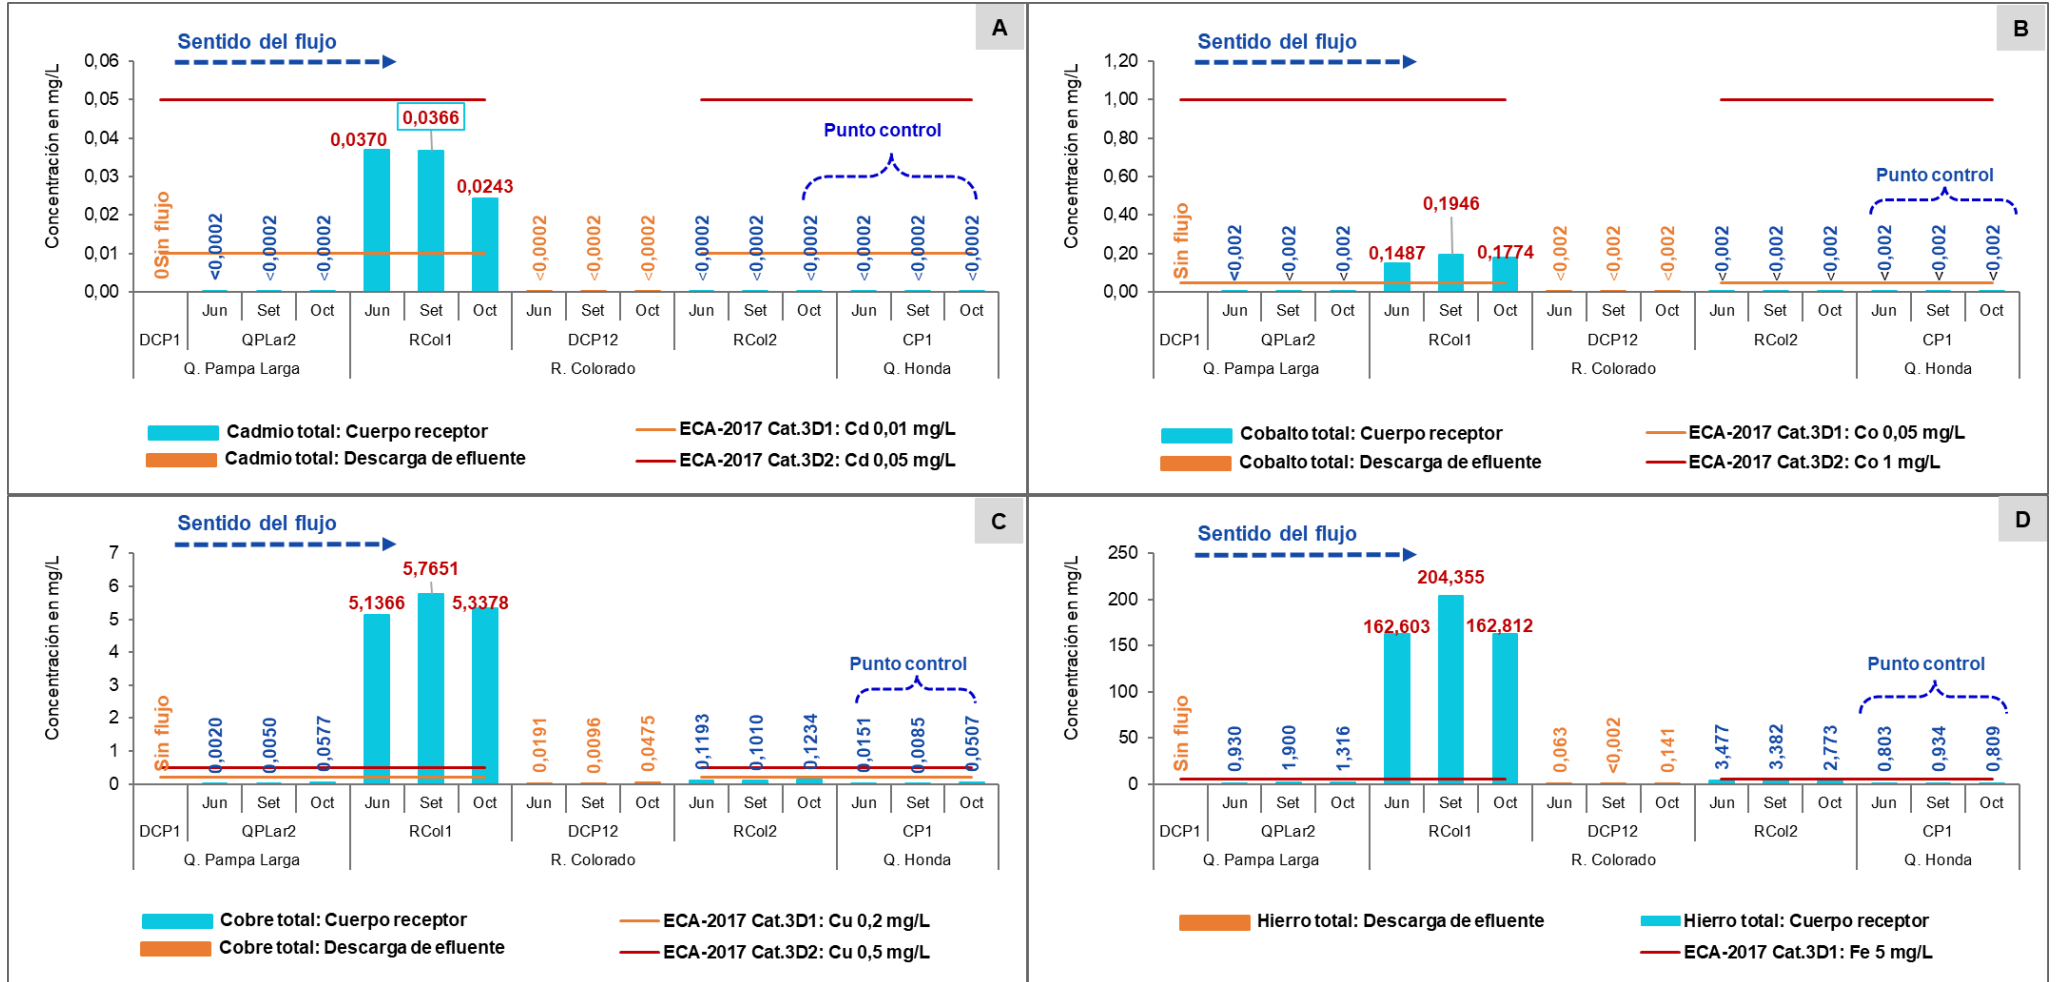 A
Sentido del flujo
Concentración en mg/L
0,06
0,05
0,04
0,03
0,02
0,01
0,00
0,0370
0,0366
0,0243
Punto control
0Sin flujo
<0,0002
<0,0002
<0,0002
<0,0002
<0,0002
<0,0002
<0,0002
<0,0002
<0,0002
<0,0002
<0,0002
<0,0002
Jun Set Oct Jun Set Oct Jun Set Oct Jun Set Oct Jun Set Oct
DCP1 QPLar2 RCol1 DCP12 RCol2 CP1
Q. Pampa Larga R. Colorado Q. Honda
Cadmio total: Cuerpo receptor
Cadmio total: Descarga de efluente
ECA-2017 Cat.3D1: Cd 0,01 mg/L
ECA-2017 Cat.3D2: Cd 0,05 mg/L
B
Sentido del flujo
Concentración en mg/L
1,20
1,00
0,80
0,60
0,40
0,20
0,00
Punto control
0,1487
0,1946
0,1774
Sin flujo
<0,002
<0,002
<0,002
<0,002
<0,002
<0,002
<0,002
<0,002
<0,002
<0,002
<0,002
<0,002
Jun Set Oct Jun Set Oct Jun Set Oct Jun Set Oct Jun Set Oct
DCP1 QPLar2 RCol1 DCP12 RCol2 CP1
Q. Pampa Larga R. Colorado Q. Honda
Cobalto total: Cuerpo receptor
Cobalto total: Descarga de efluente
ECA-2017 Cat.3D1: Co 0,05 mg/L
ECA-2017 Cat.3D2: Co 1 mg/L
C
Sentido del flujo
Concentración en mg/L
7
6
5
4
3
2
1
0
5,1366
5,7651
5,3378
Punto control
Sin flujo
0,0020
0,0050
0,0577
0,0191
0,0096
0,0475
0,1193
0,1010
0,1234
0,0151
0,0085
0,0507
Jun Set Oct Jun Set Oct Jun Set Oct Jun Set Oct Jun Set Oct
DCP1 QPLar2 RCol1 DCP12 RCol2 CP1
Q. Pampa Larga R. Colorado Q. Honda
Cobre total: Cuerpo receptor
Cobre total: Descarga de efluente
ECA-2017 Cat.3D1: Cu 0,2 mg/L
ECA-2017 Cat.3D2: Cu 0,5 mg/L
D
Sentido del flujo
Concentración en mg/L
250
200
150
100
50
0
162,603
204,355
162,812
Punto control
Sin flujo
0,930
1,900
1,316
0,063
<0,002
0,141
3,477
3,382
2,773
0,803
0,934
0,809
Jun Set Oct Jun Set Oct Jun Set Oct Jun Set Oct Jun Set Oct
DCP1 QPLar2 RCol1 DCP12 RCol2 CP1
Q. Pampa Larga R. Colorado Q. Honda
Hierro total: Descarga de efluente
Hierro total: Cuerpo receptor
ECA-2017 Cat.3D1: Fe 5 mg/L